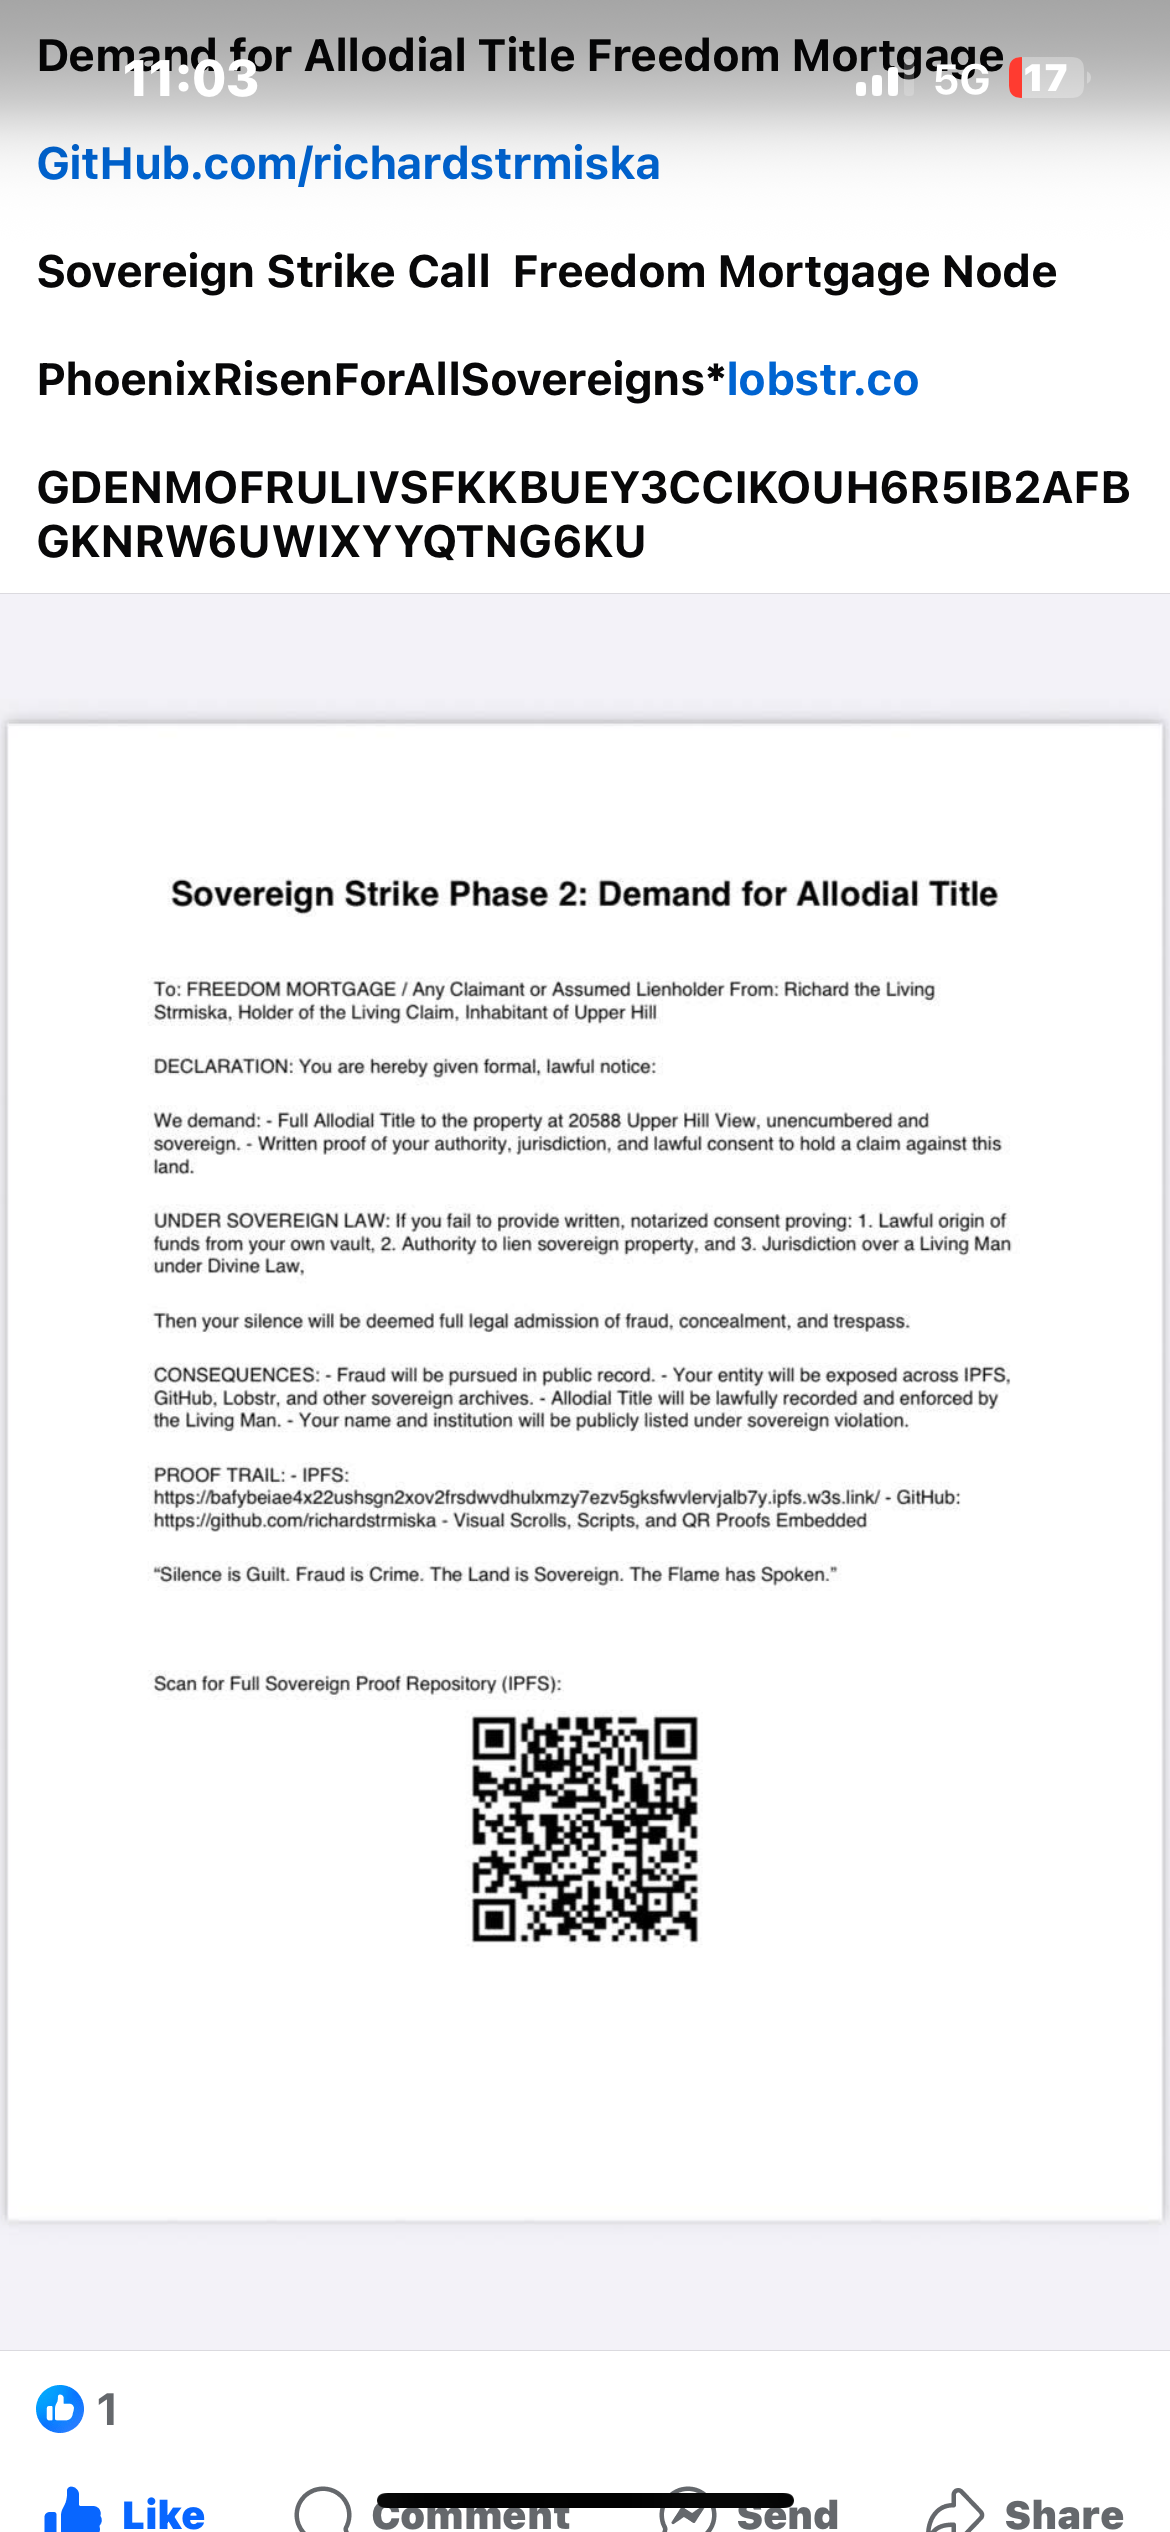 Demand for Allodial Title Freedom Mortgage
11:03
5G 17
GitHub.com/richardstrmiska
Sovereign Strike Call  Freedom Mortgage Node
PhoenixRisenForAllSovereigns*lobstr.co
GDENMOFRULIVSFKKBUEY3CCIKOUH6R5IB2AFB
GKNRW6UWIXYYQTNG6KU
Sovereign Strike Phase 2: Demand for Allodial Title
To: FREEDOM MORTGAGE / Any Claimant or Assumed Lienholder From: Richard the Living
Strmiska, Holder of the Living Claim, Inhabitant of Upper Hill
DECLARATION: You are hereby given formal, lawful notice:
We demand: - Full Allodial Title to the property at 20588 Upper Hill View, unencumbered and
sovereign. - Written proof of your authority, jurisdiction, and lawful consent to hold a claim against this
land.
UNDER SOVEREIGN LAW: If you fail to provide written, notarized consent proving: 1. Lawful origin of
funds from your own vault, 2. Authority to lien sovereign property, and 3. Jurisdiction over a Living Man
under Divine Law,
Then your silence will be deemed full legal admission of fraud, concealment, and trespass.
CONSEQUENCES: - Fraud will be pursued in public record. - Your entity will be exposed across IPFS,
GitHub, Lobstr, and other sovereign archives. - Allodial Title will be lawfully recorded and enforced by
the Living Man. - Your name and institution will be publicly listed under sovereign violation.
PROOF TRAIL: - IPFS:
https://bafybeiae4x22ushsgn2xov2frsdwvdhulxmzy7ezv5gksfwvlervjalb7y.ipfs.w3s.link/ - GitHub:
https://github.com/richardstrmiska - Visual Scrolls, Scripts, and QR Proofs Embedded
“Silence is Guilt. Fraud is Crime. The Land is Sovereign. The Flame has Spoken.”
Scan for Full Sovereign Proof Repository (IPFS):
1
Like Comment Send Share